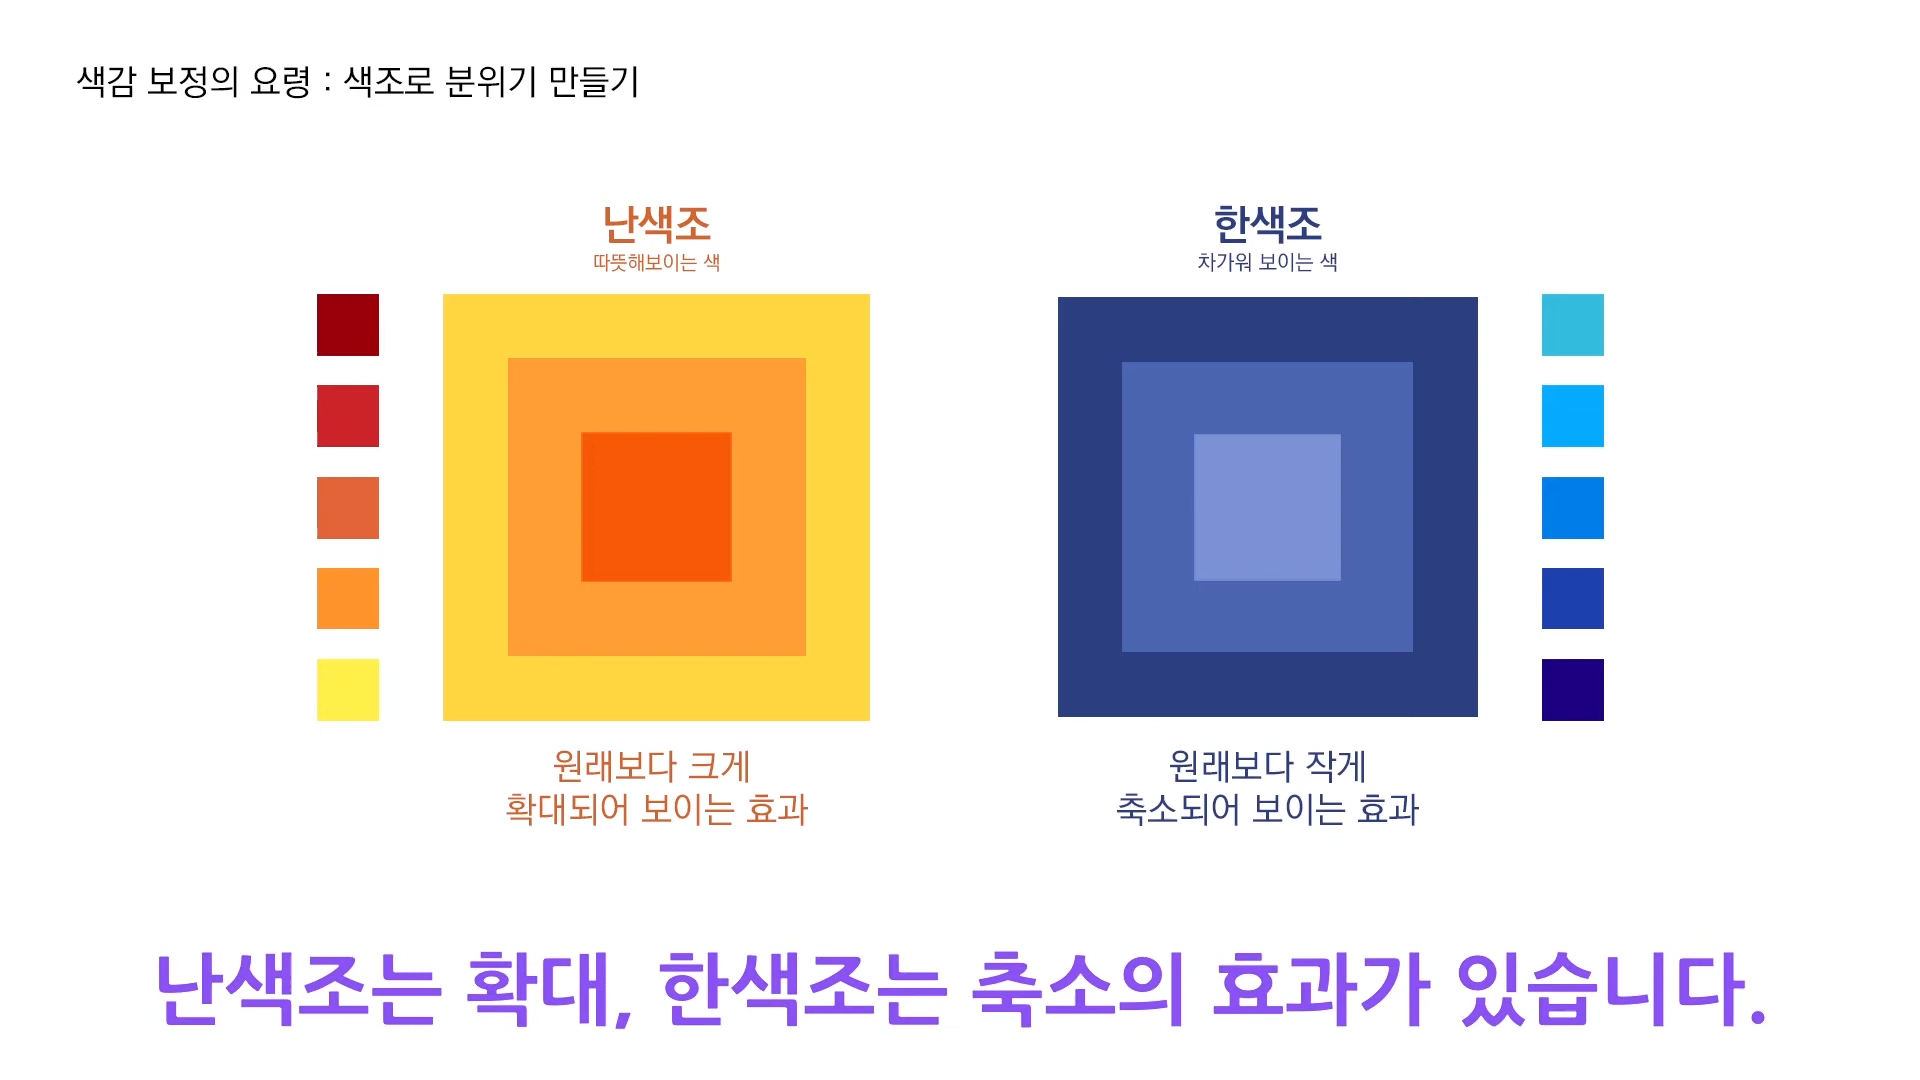 색감 보정의 요령 : 색조로 분위기 만들기
난색조
따뜻해보이는 색
원래보다 크게
확대되어 보이는 효과
한색조
차가워 보이는 색
원래보다 작게
축소되어 보이는 효과
난색조는 확대, 한색조는 축소의 효과가 있습니다.